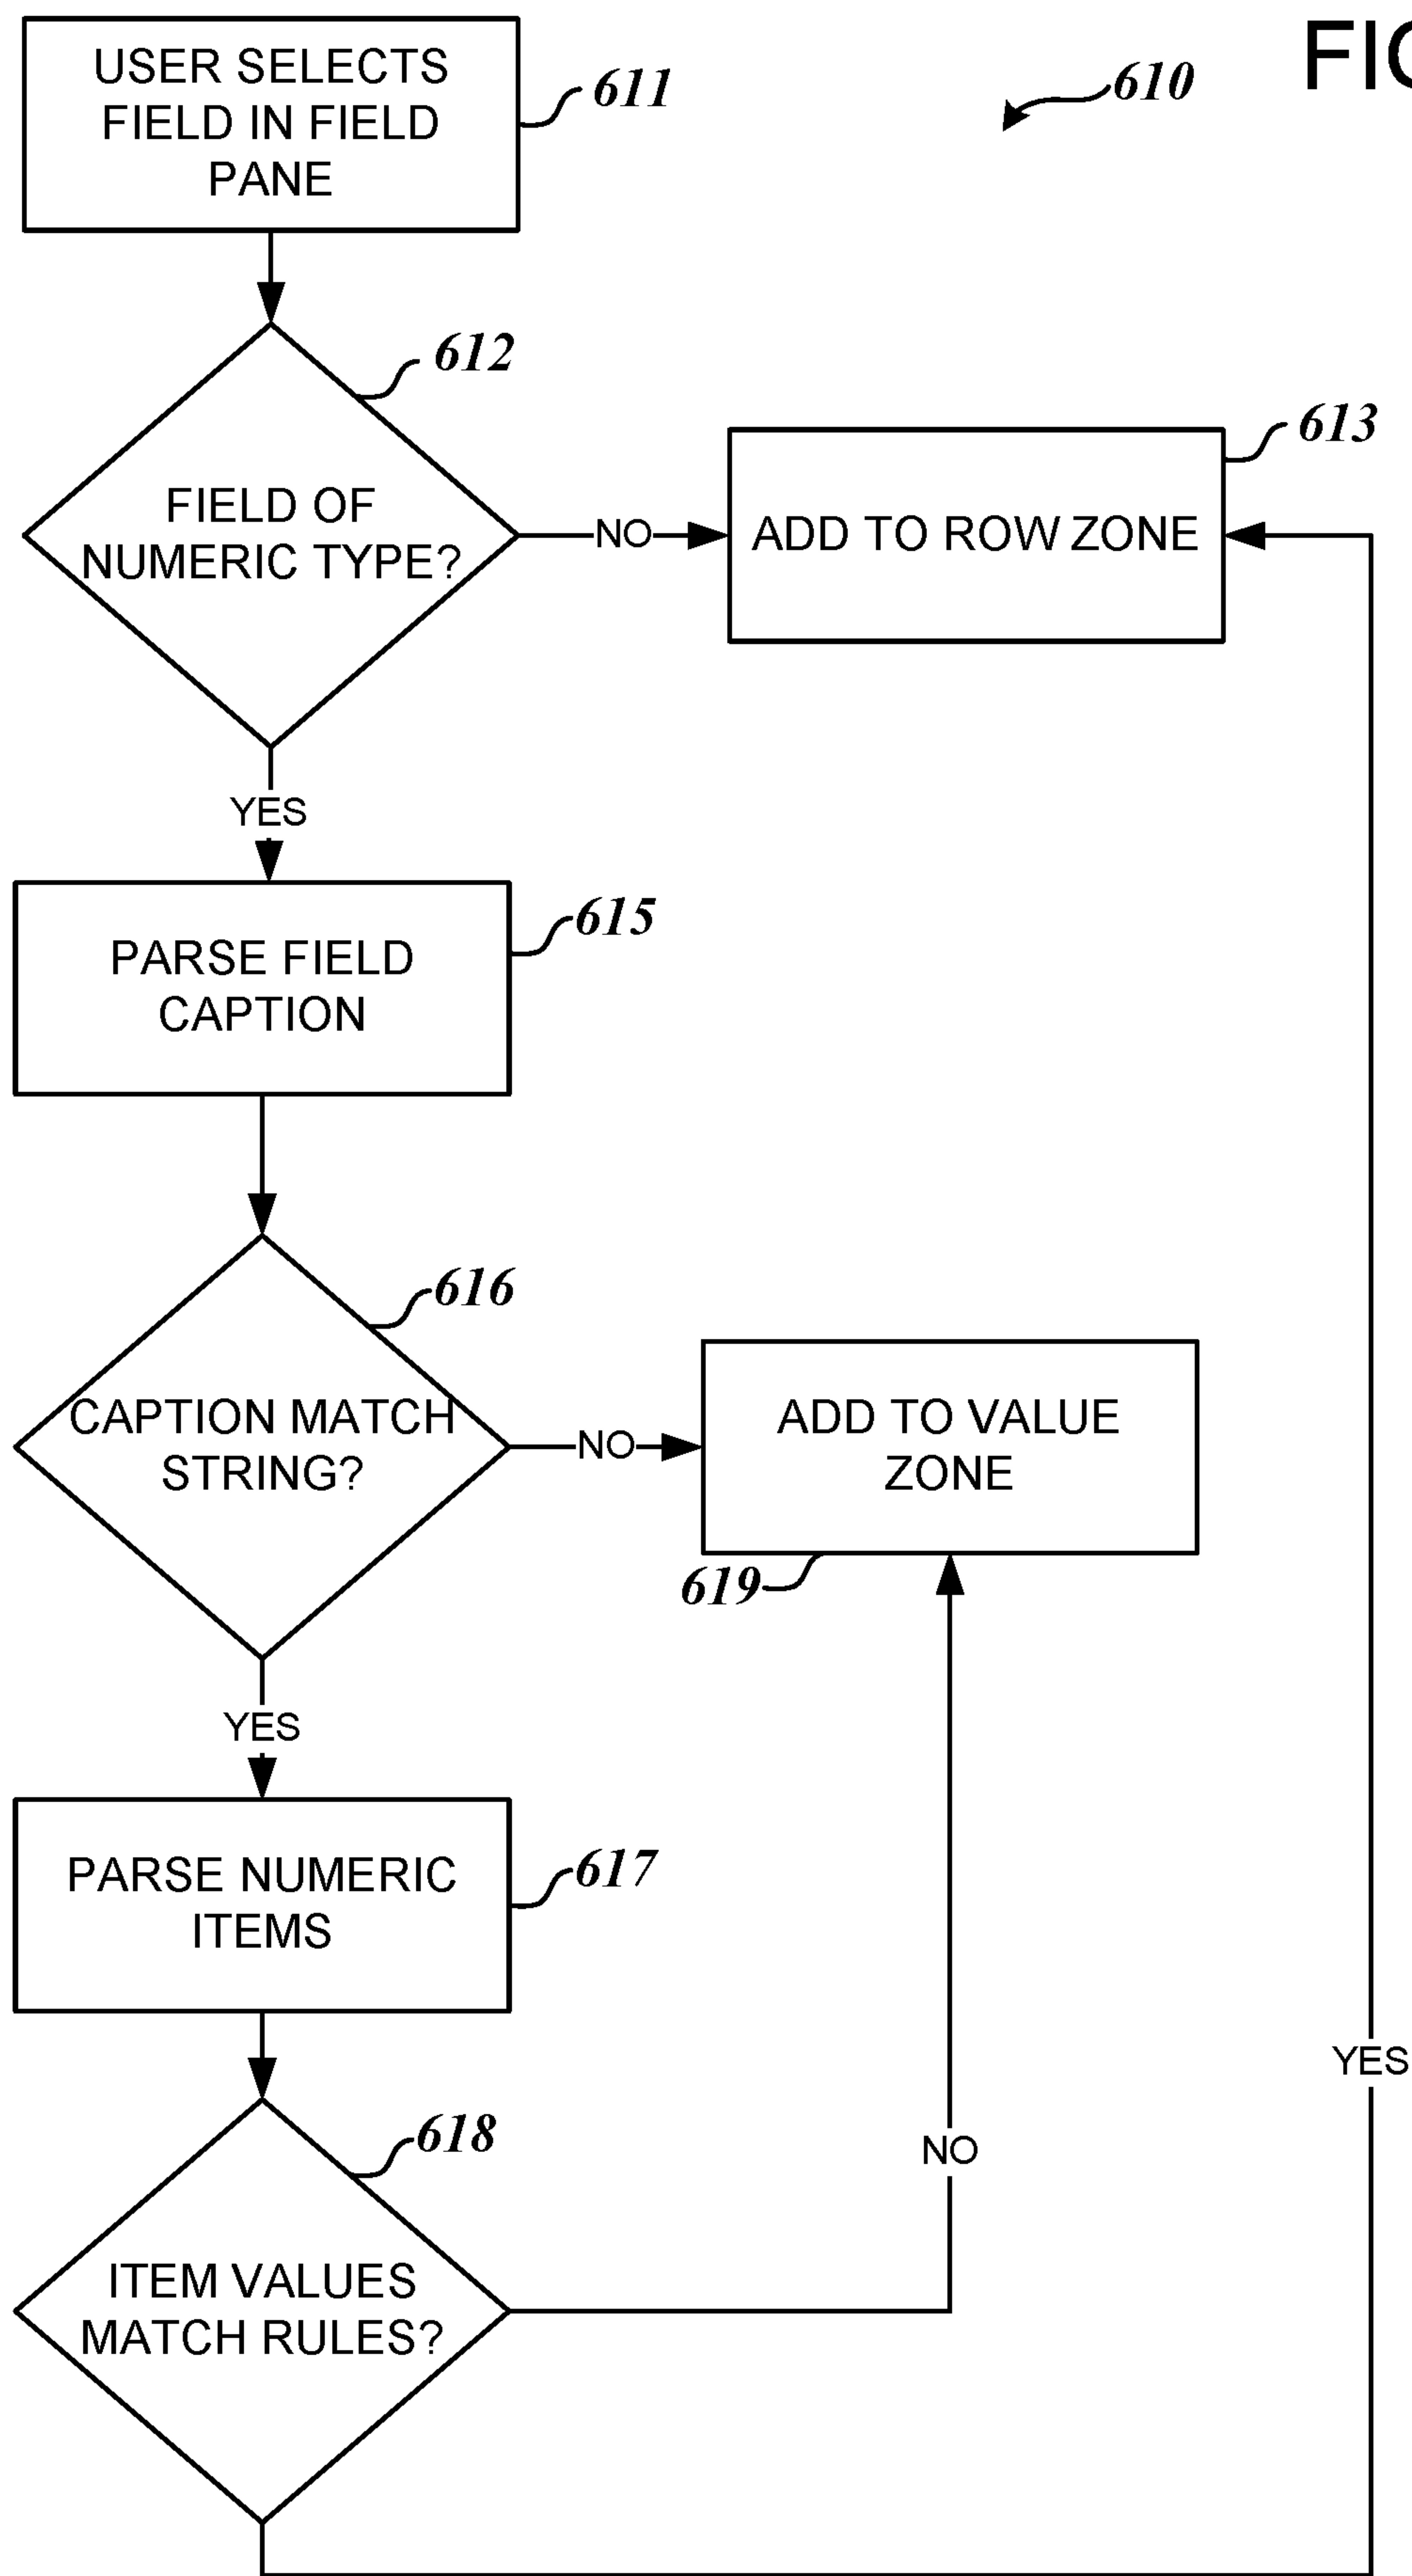 FIG
USER SELECTS
FIELD IN FIELD
PANE
611
610
612
FIELD OF
NUMERIC TYPE?
NO
613
ADD TO ROW ZONE
YES
615
PARSE FIELD
CAPTION
616
CAPTION MATCH
STRING?
NO
ADD TO VALUE
ZONE
619
YES
617
PARSE NUMERIC
ITEMS
618
ITEM VALUES
MATCH RULES?
NO
YES